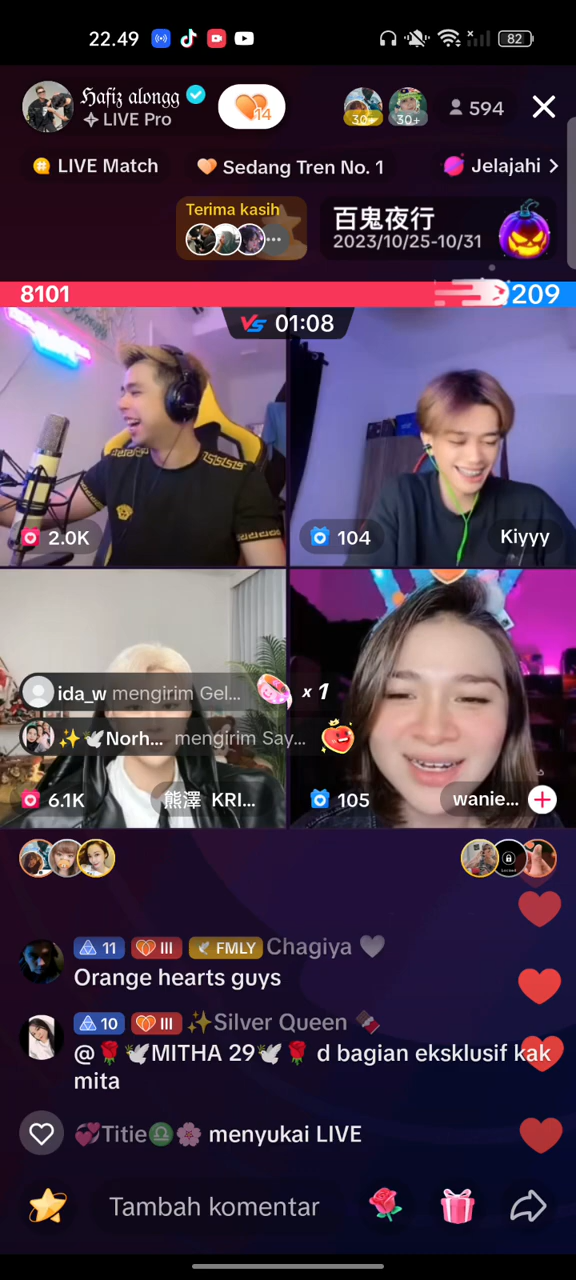 22.49
82
Hafiz alongg
LIVE Pro
14
30+
30+
594
LIVE Match
Sedang Tren No. 1
Jelajahi
Terima kasih
百鬼夜行
2023/10/25-10/31
8101
209
VS 01:08
2.0K
104
Kiyyy
ida_w mengirim Gel... x 1
Norh... mengirim Say...
6.1K
熊澤 KRI...
105
wanie...
11 III FMLY Chagiya 🤍
Orange hearts guys
10 III ✨Silver Queen 🍫
@🌹🕊️MITHA 29🕊️🌹 d bagian eksklusif kak
mita
💞Titie♎🌸 menyukai LIVE
Tambah komentar